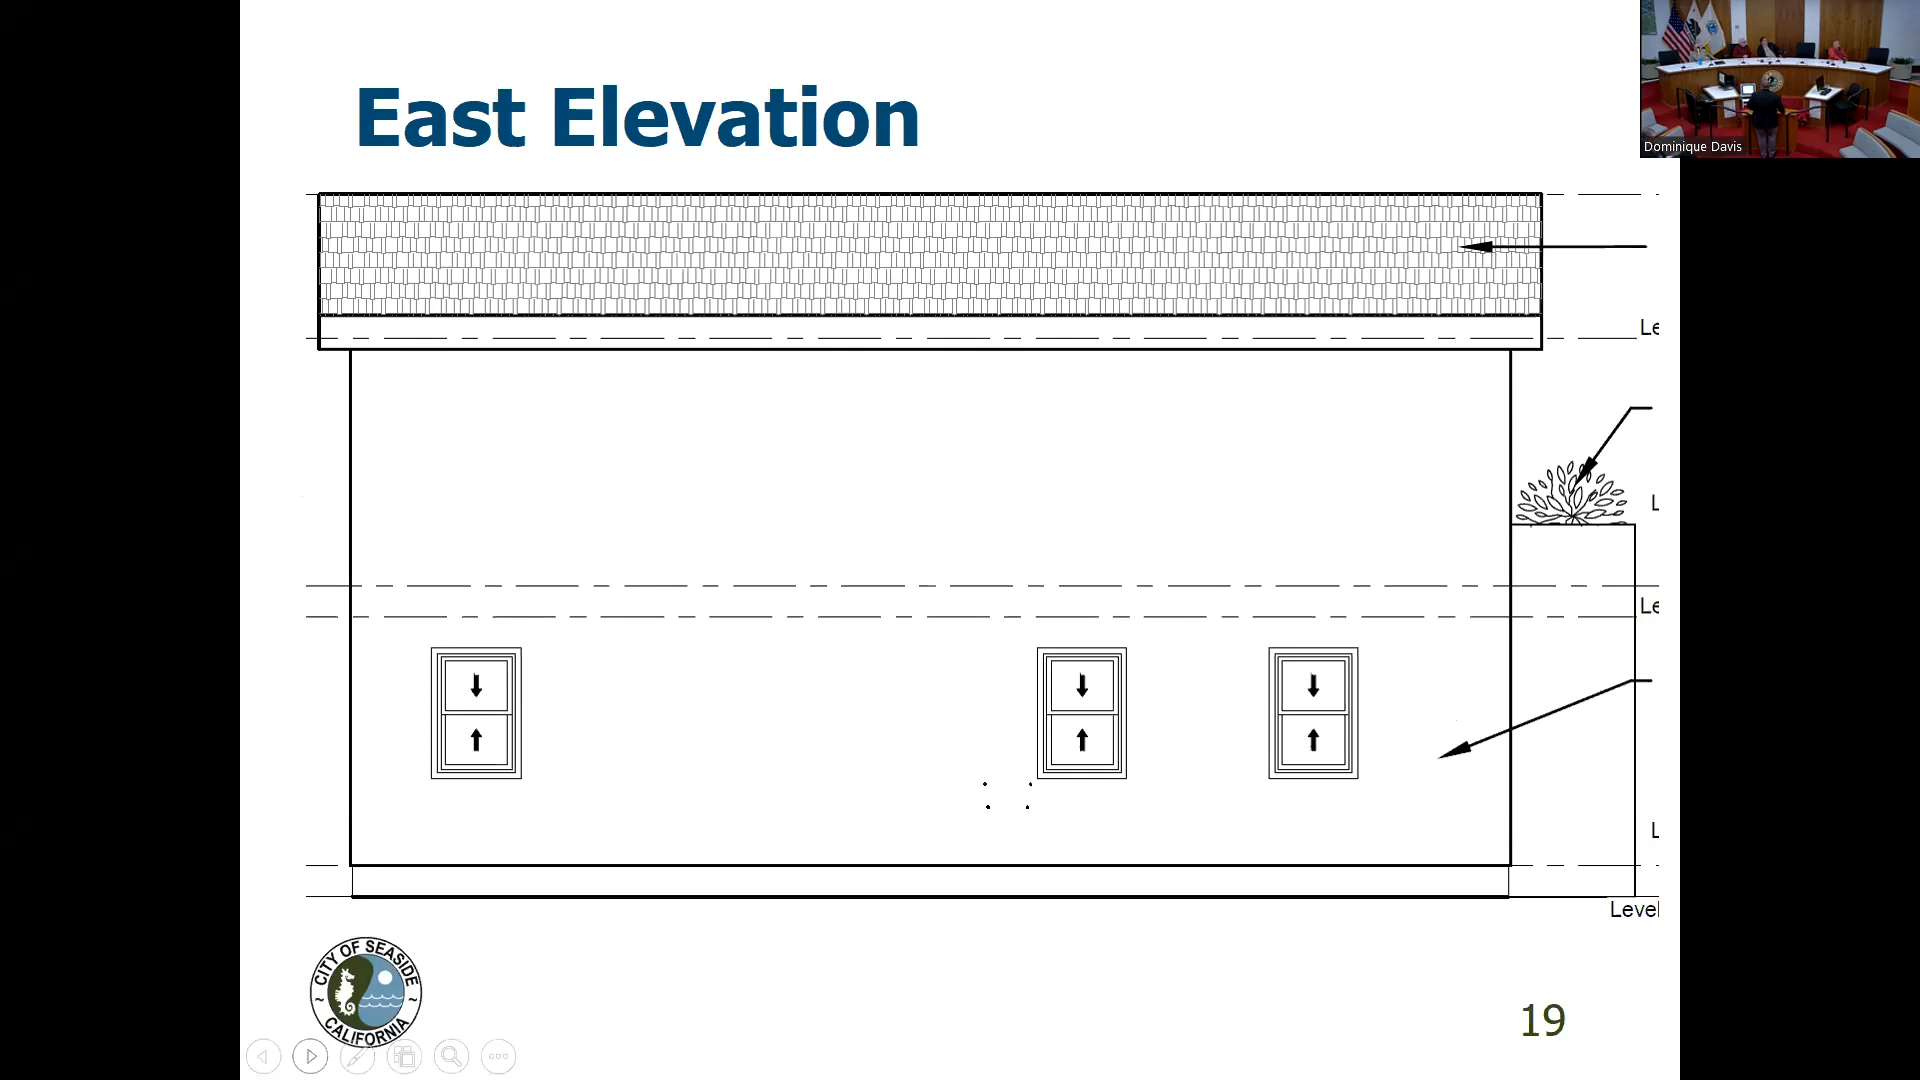 East Elevation
Dominique Davis
Le
L
Le
L
Level
CITY OF SEASIDE
~ ~
CALIFORNIA
19